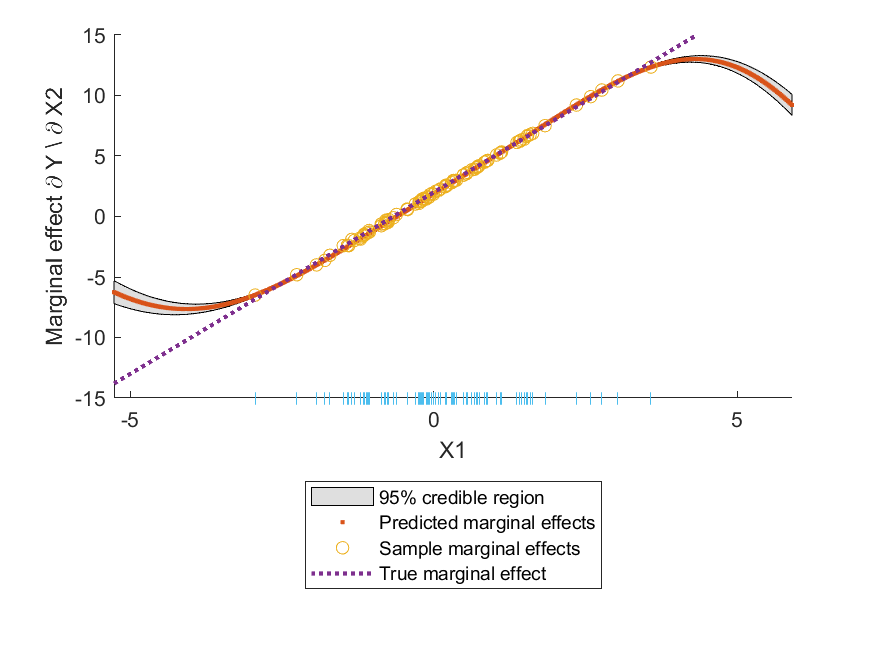 15
10
5
0
-5
-10
-15
Marginal effect ∂ Y \ ∂ X2
-5 0 5
X1
95% credible region
Predicted marginal effects
Sample marginal effects
True marginal effect